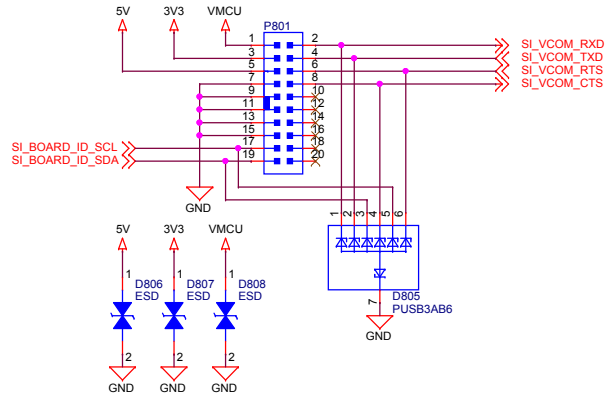 5V 3V3 VMCU
P801
1 2 SI_VCOM_RXD
3 4 SI_VCOM_TXD
5 6 SI_VCOM_RTS
7 8 SI_VCOM_CTS
9 10
11 12
13 14
15 16
SI_BOARD_ID_SCL 17 18
SI_BOARD_ID_SDA 19 20
GND
1 2 3 4 5 6
5V 3V3 VMCU
1 D806 ESD
1 D807 ESD
1 D808 ESD
D805
PUSB3AB6
7
GND
2 2 2
GND GND GND